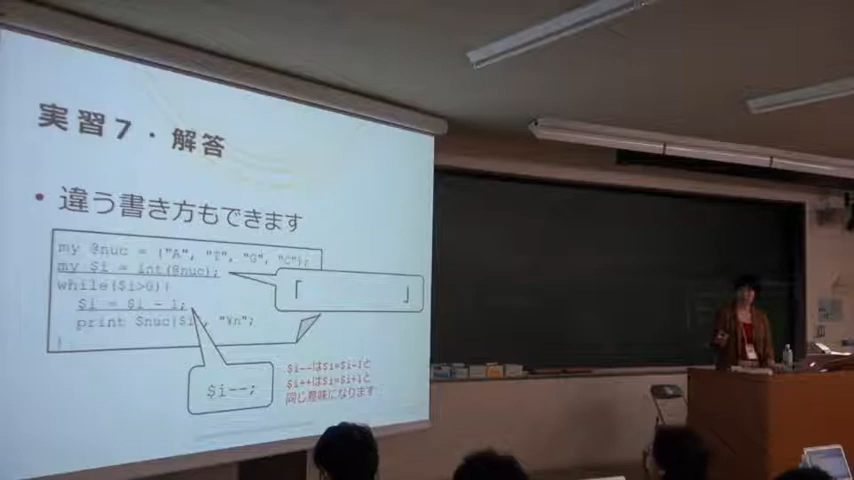 実習7・解答
• 違う書き方もできます
my @nuc = ("A", "T", "G", "C");
my $i = int(@nuc);
while($i>0){
$i = $i - 1;
print $nuc[$i], "¥n";
}
「 」
$i--;
$i--は$i=$i-1と
$i++は$i=$i+1と
同じ意味になります